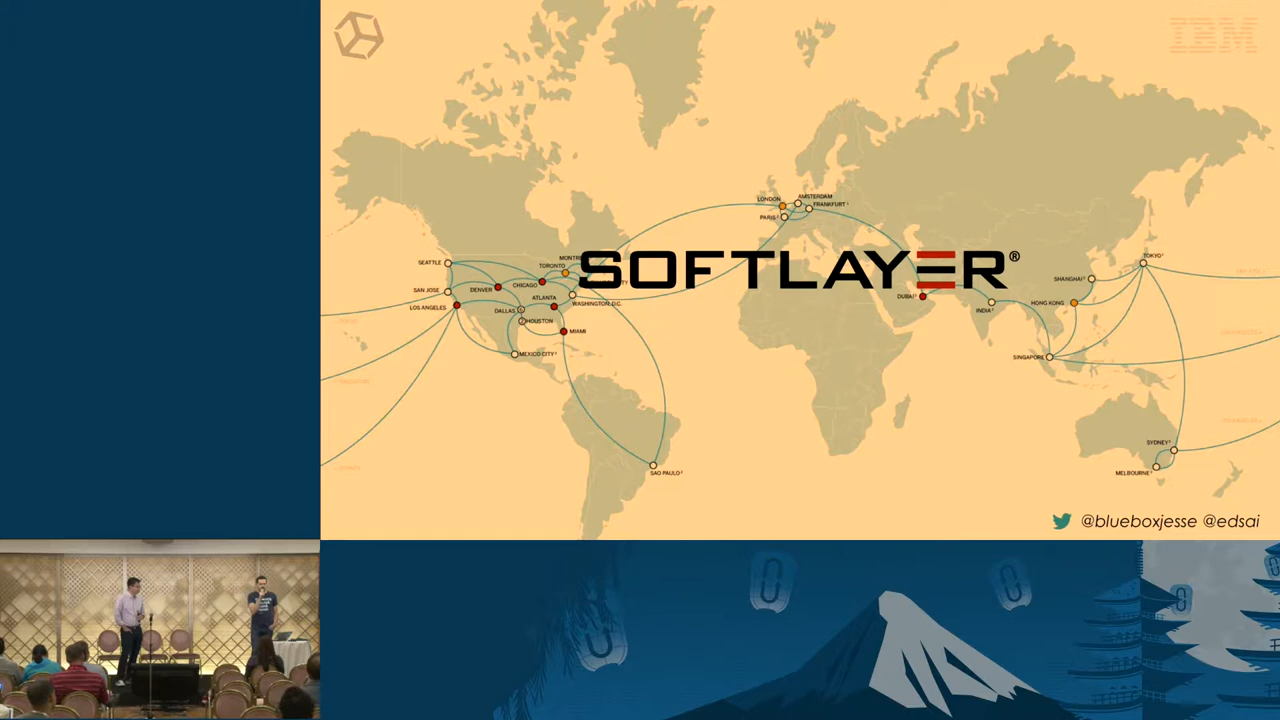 IBM
LONDON
AMSTERDAM
FRANKFURT
PARIS
SEATTLE
TORONTO
SOFTLAYER®
TOKYO
SHANGHAI
SAN JOSE
DENVER
CHICAGO
ATLANTA
WASHINGTON, D.C.
DUBAI
HONG KONG
LOS ANGELES
DALLAS
INDIA
HOUSTON
MIAMI
MEXICO CITY
SINGAPORE
SYDNEY
SAO PAULO
MELBOURNE
@blueboxjesse @edsai